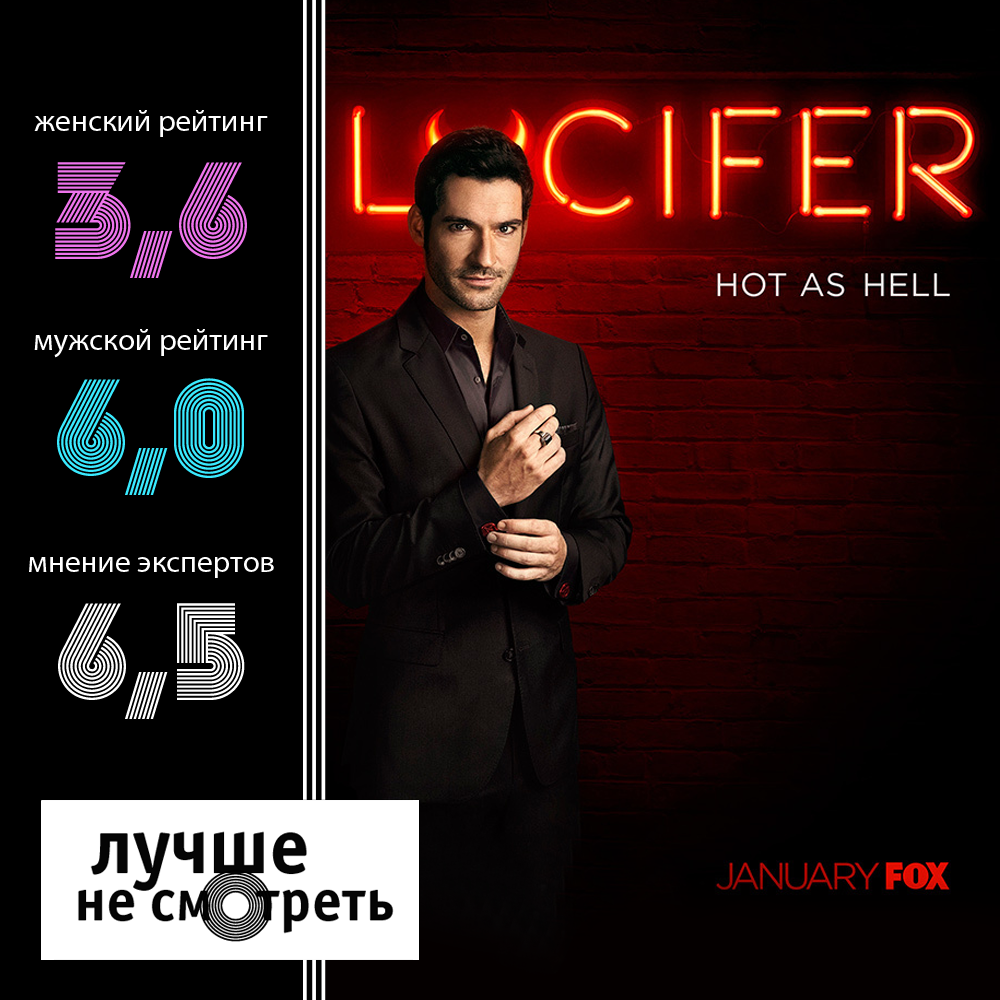 женский рейтинг
3,6
мужской рейтинг
6,0
мнение экспертов
6,5
лучше
не смотреть
LUCIFER
HOT AS HELL
JANUARY FOX